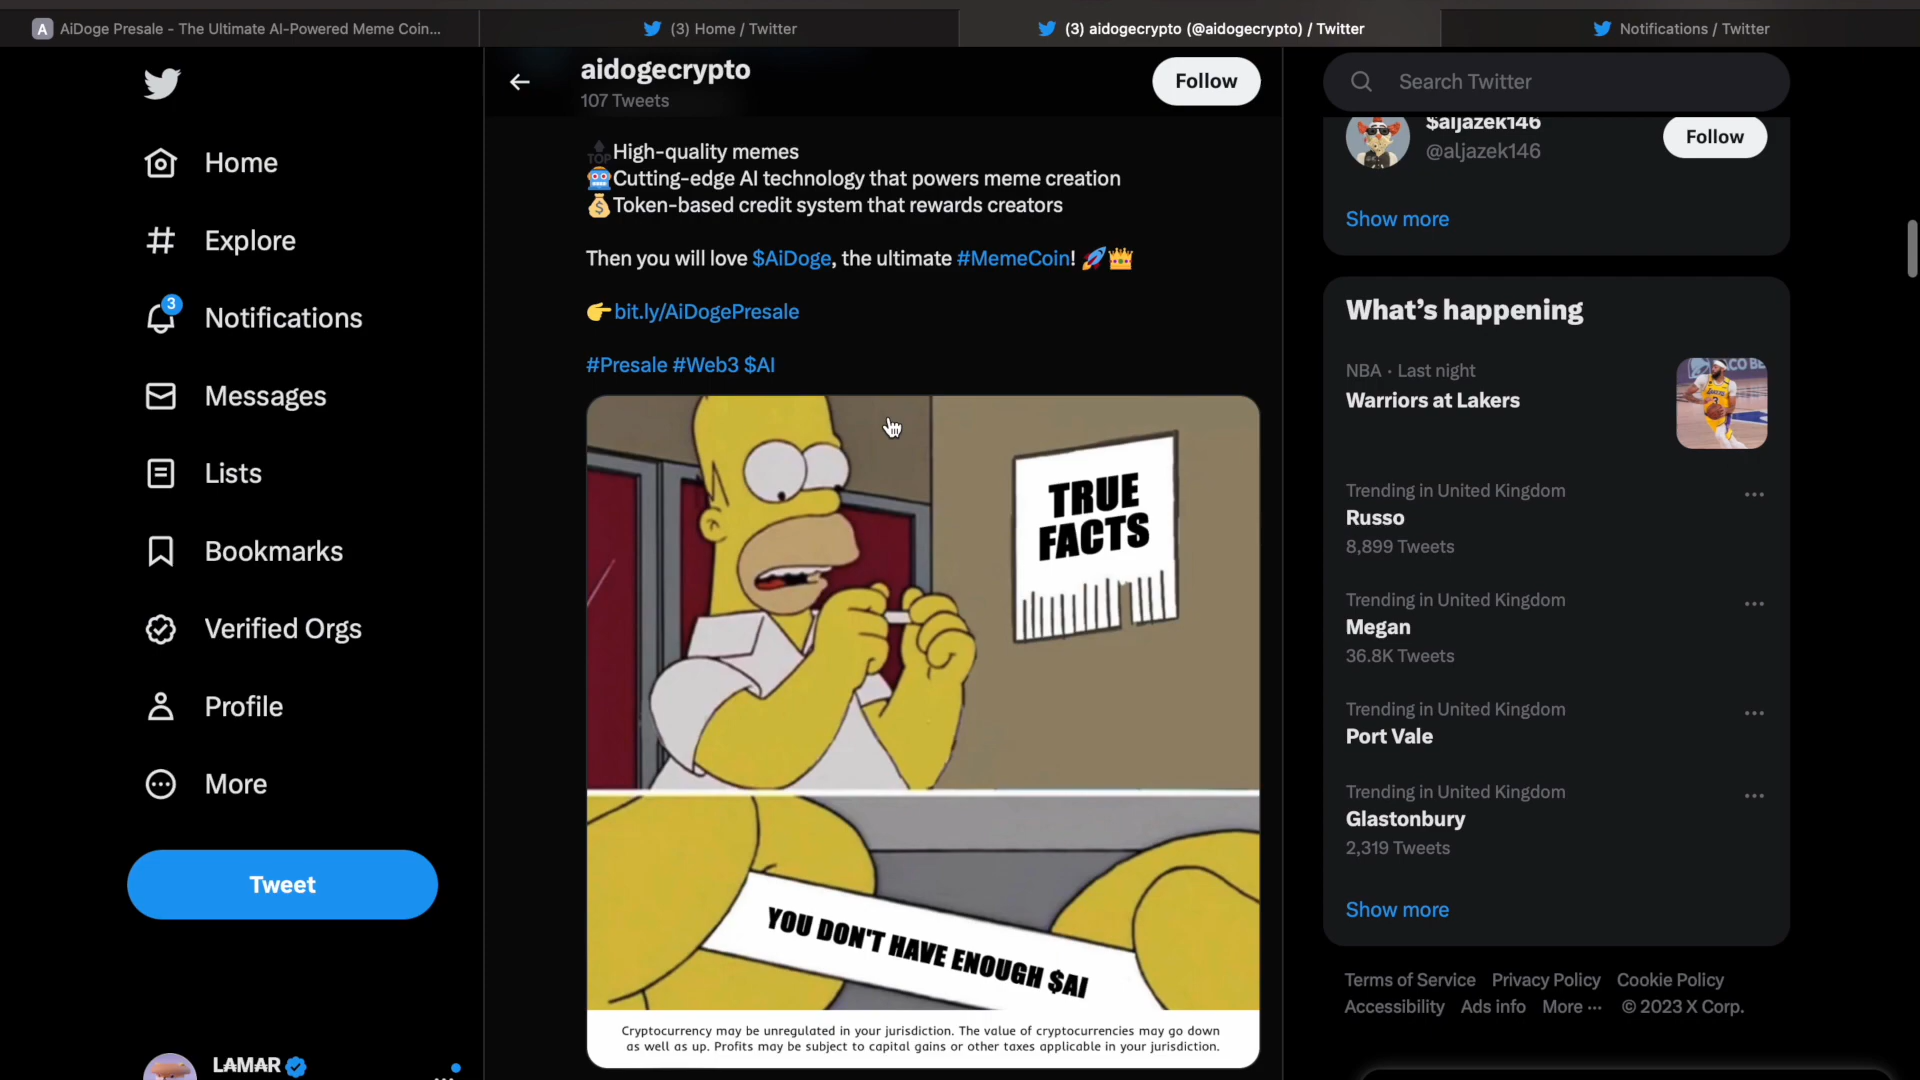 AiDoge Presale - The Ultimate AI-Powered Meme Coin...
(3) Home / Twitter
(3) aidogecrypto (@aidogecrypto) / Twitter
Notifications / Twitter
Home
Explore
3
Notifications
Messages
Lists
Bookmarks
Verified Orgs
Profile
More
Tweet
LAMAR
aidogecrypto
107 Tweets
Follow
🔝High-quality memes
🤖Cutting-edge AI technology that powers meme creation
💰Token-based credit system that rewards creators
Then you will love $AiDoge, the ultimate #MemeCoin! 🚀👑
👉bit.ly/AiDogePresale
#Presale #Web3 $AI
TRUE
FACTS
YOU DON'T HAVE ENOUGH $AI
Cryptocurrency may be unregulated in your jurisdiction. The value of cryptocurrencies may go down
as well as up. Profits may be subject to capital gains or other taxes applicable in your jurisdiction.
Search Twitter
$aljazek146
@aljazek146
Follow
Show more
What's happening
NBA · Last night
Warriors at Lakers
Trending in United Kingdom
Russo
8,899 Tweets
Trending in United Kingdom
Megan
36.8K Tweets
Trending in United Kingdom
Port Vale
Trending in United Kingdom
Glastonbury
2,319 Tweets
Show more
Terms of Service Privacy Policy Cookie Policy
Accessibility Ads info More ··· © 2023 X Corp.